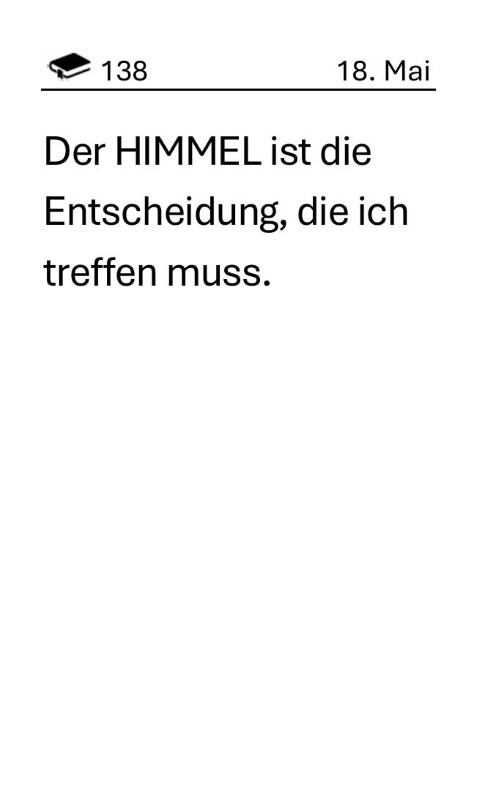 138 18. Mai
Der HIMMEL ist die
Entscheidung, die ich
treffen muss.